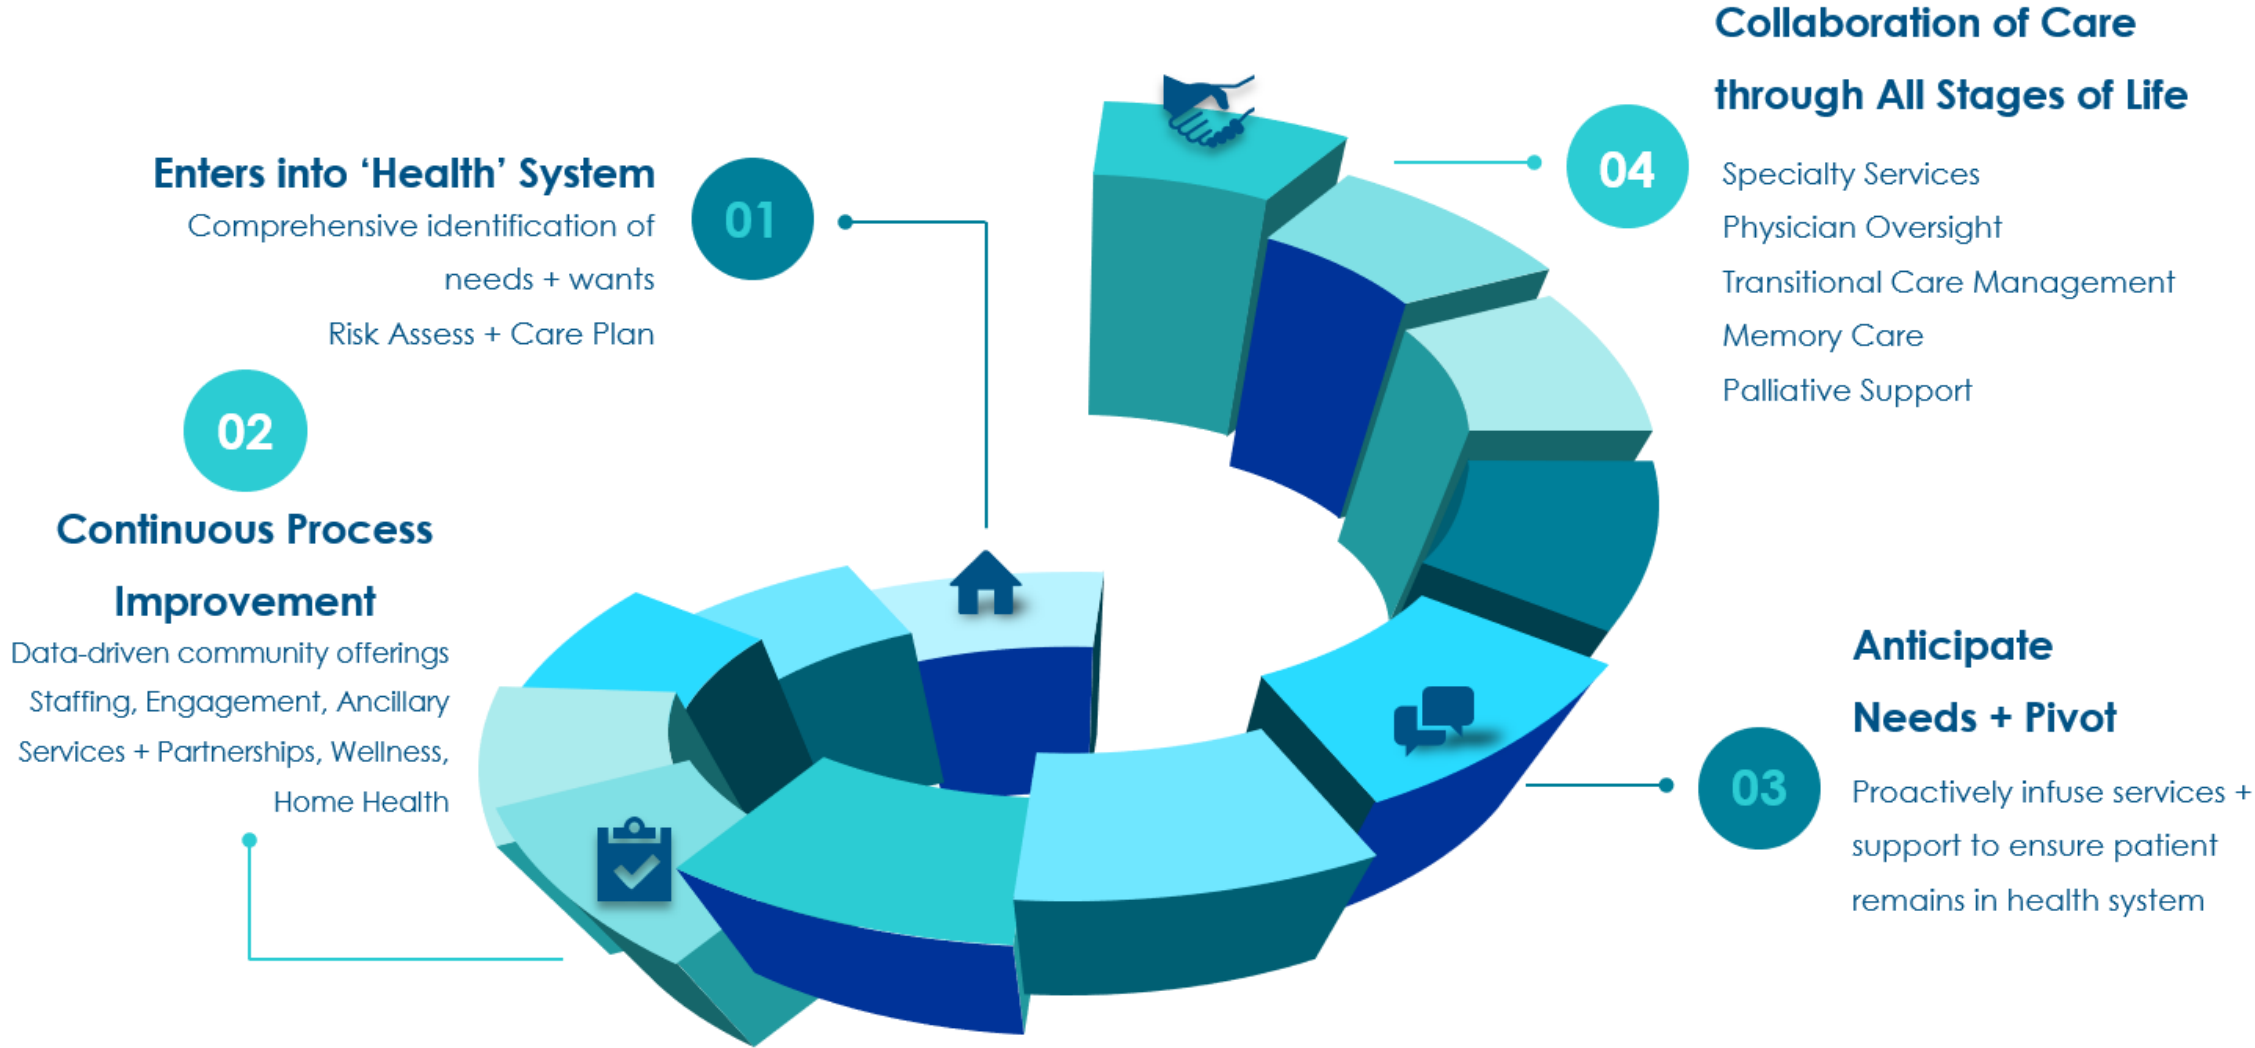 Enters into ‘Health’ System
Comprehensive identification of
needs + wants
Risk Assess + Care Plan
01
02
Continuous Process
Improvement
Data-driven community offerings
Staffing, Engagement, Ancillary
Services + Partnerships, Wellness,
Home Health
Anticipate
Needs + Pivot
03
Proactively infuse services +
support to ensure patient
remains in health system
Collaboration of Care
through All Stages of Life
04
Specialty Services
Physician Oversight
Transitional Care Management
Memory Care
Palliative Support